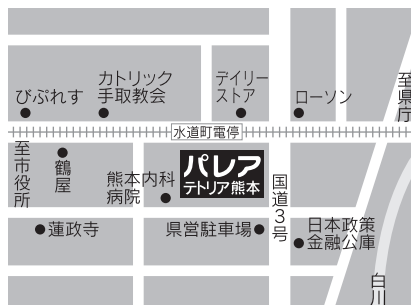 びぷれす
カトリック
手取教会
デイリー
ストア
ローソン
至県庁
水道町電停
至市役所
鶴屋
熊本内科
病院
パレア
テトリア熊本
国道3号
蓮政寺
県営駐車場
日本政策
金融公庫
白川